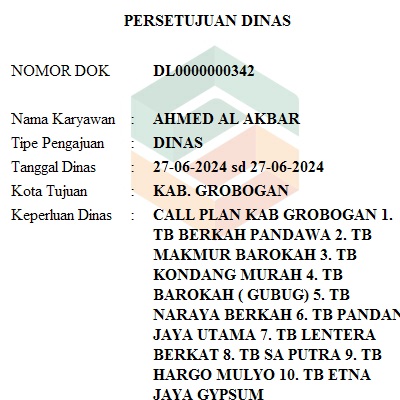 PERSETUJUAN DINAS
NOMOR DOK DL0000000342
Nama Karyawan : AHMED AL AKBAR
Tipe Pengajuan : DINAS
Tanggal Dinas : 27-06-2024 sd 27-06-2024
Kota Tujuan : KAB. GROBOGAN
Keperluan Dinas : CALL PLAN KAB GROBOGAN 1.
TB BERKAH PANDAWA 2. TB
MAKMUR BAROKAH 3. TB
KONDANG MURAH 4. TB
BAROKAH ( GUBUG) 5. TB
NARAYA BERKAH 6. TB PANDAN
JAYA UTAMA 7. TB LENTERA
BERKAT 8. TB SA PUTRA 9. TB
HARGO MULYO 10. TB ETNA
JAYA GYPSUM